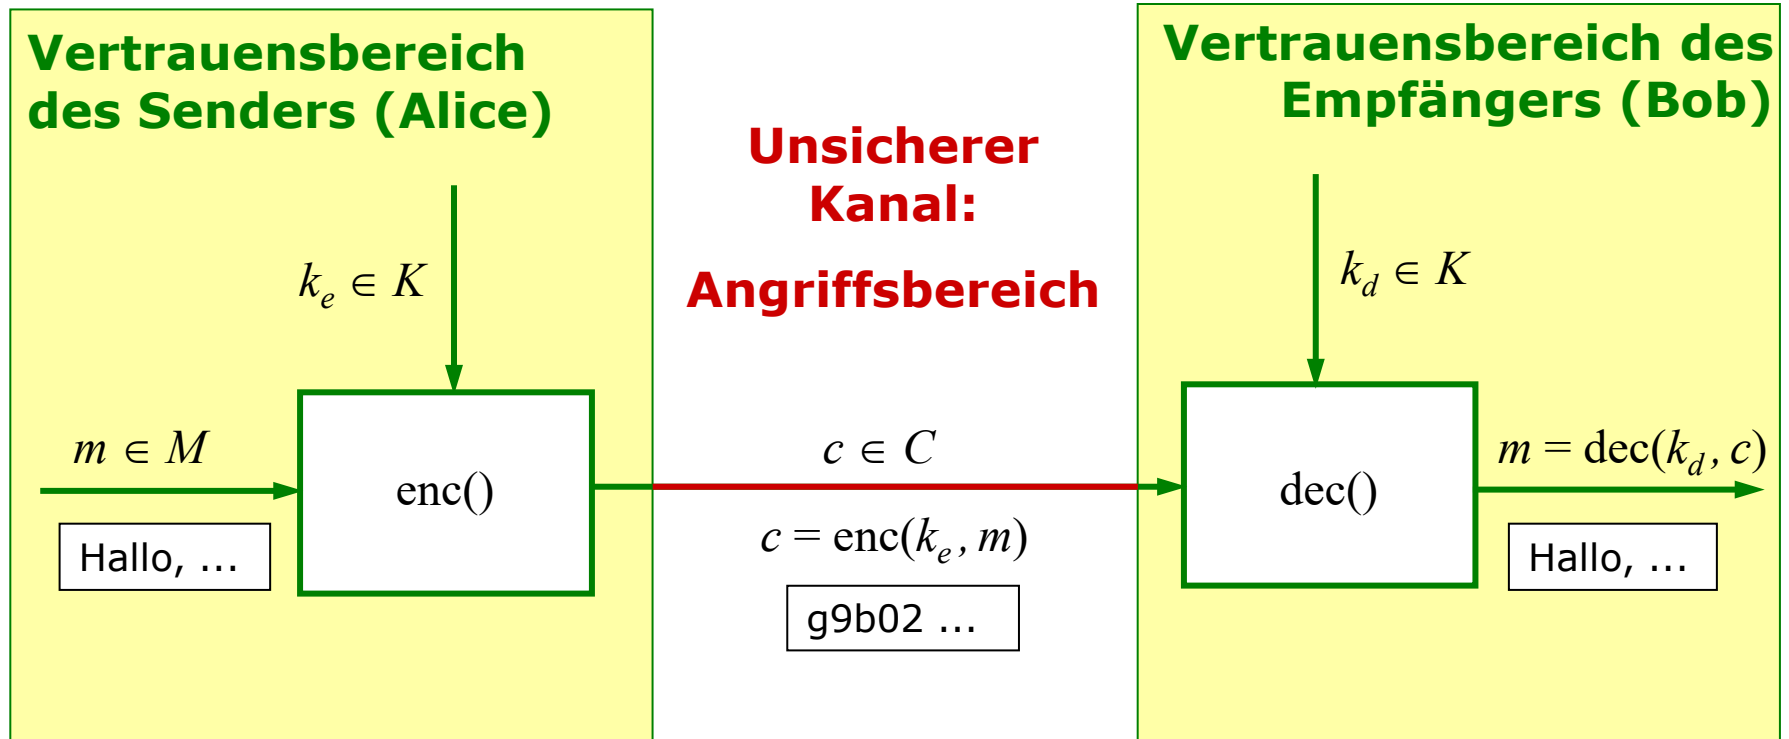 Vertrauensbereich
des Senders (Alice)
k_e ∈ K
m ∈ M
enc()
Hallo, ...
Unsicherer
Kanal:
Angriffsbereich
c ∈ C
c = enc(k_e, m)
g9b02 ...
Vertrauensbereich des
Empfängers (Bob)
k_d ∈ K
dec()
m = dec(k_d, c)
Hallo, ...